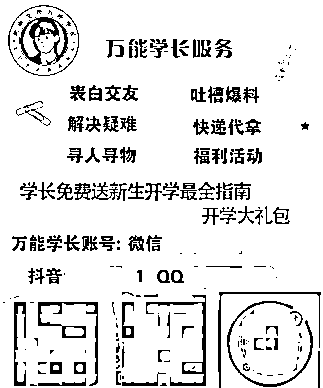 万能学长服务
表白交友 吐槽爆料
解决疑难 快递代拿
寻人寻物 福利活动
学长免费送新生开学最全指南
开学大礼包
万能学长账号: 微信
抖音 1 QQ